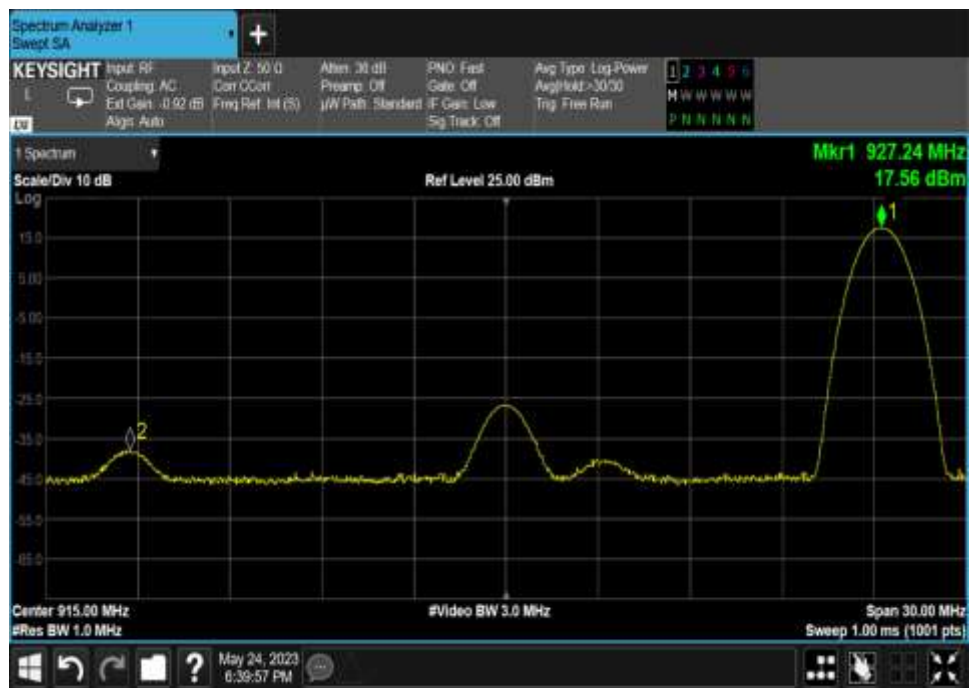 Spectrum Analyzer 1
Swept SA
+
KEYSIGHT Input: RF Input Z: 50 Ω Atten: 30 dB PNO: Fast Avg Type: Log-Power 1 2 3 4 5 6
L Coupling: AC Corr CCorr Preamp: Off Gate: Off Avg|Hold:>30/30 M W W W W W
Ext Gain: -0.92 dB Freq Ref: Int (S) µW Path: Standard IF Gain: Low Trig: Free Run
Align: Auto Sig Track: Off P N N N N N
1 Spectrum Mkr1 927.24 MHz
Scale/Div 10 dB Ref Level 25.00 dBm 17.56 dBm
Log
1
15.0
5.00
-5.00
-15.0
-25.0
-35.0
2
-45.0
-55.0
-65.0
Center 915.00 MHz #Video BW 3.0 MHz Span 30.00 MHz
#Res BW 1.0 MHz Sweep 1.00 ms (1001 pts)
? May 24, 2023
6:39:57 PM